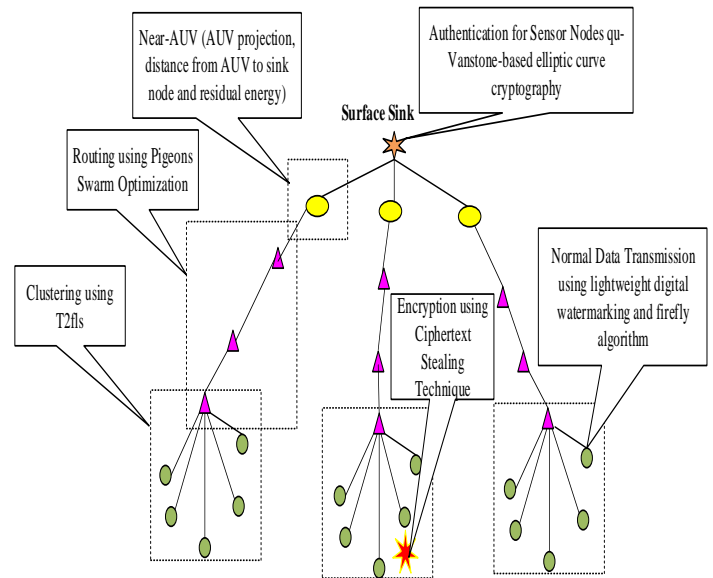 Near-AUV (AUV projection,
distance from AUV to sink
node and residual energy)
Authentication for Sensor Nodes qu-
Vanstone-based elliptic curve
cryptography
Surface Sink
Routing using Pigeons
Swarm Optimization
Clustering using
T2fls
Encryption using
Ciphertext
Stealing
Technique
Normal Data Transmission
using lightweight digital
watermarking and firefly
algorithm